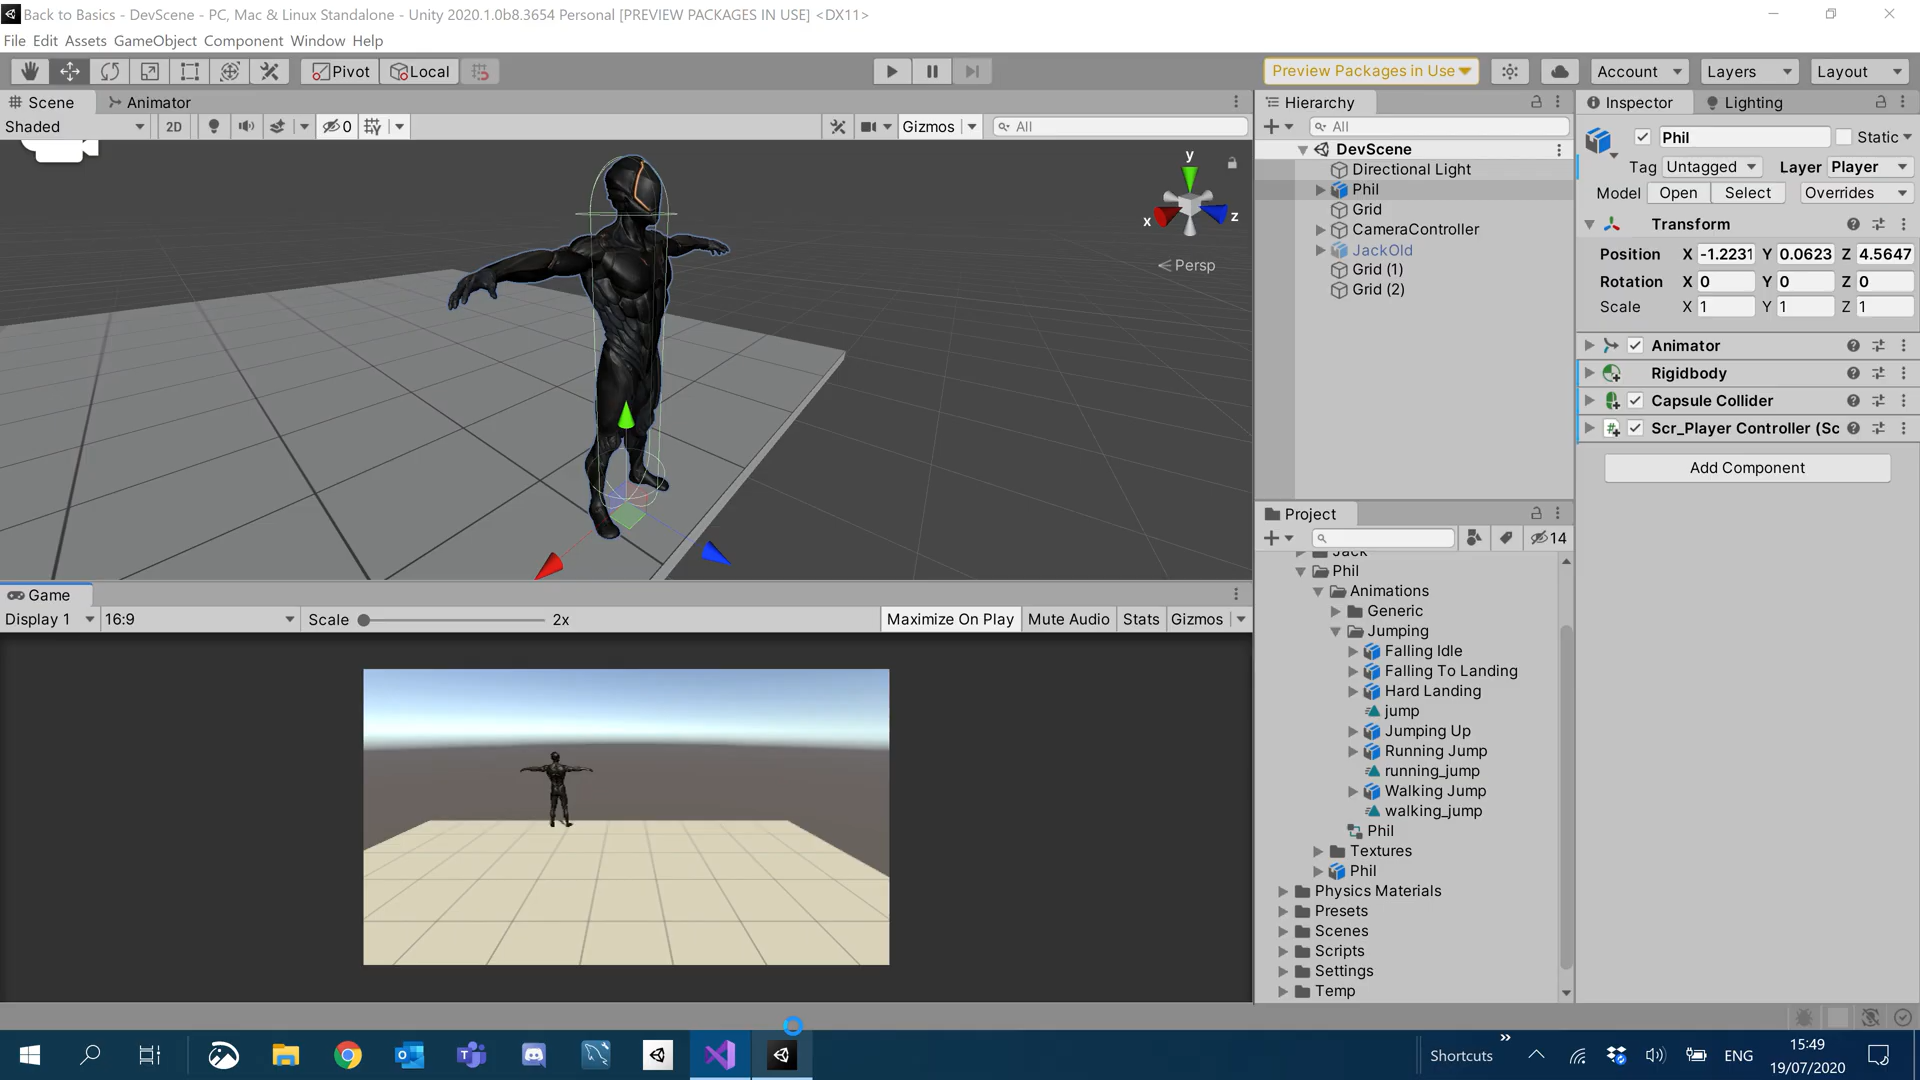 Back to Basics - DevScene - PC, Mac & Linux Standalone - Unity 2020.1.0b8.3654 Personal [PREVIEW PACKAGES IN USE] <DX11>
File Edit Assets GameObject Component Window Help
Pivot Local Preview Packages in Use Account Layers Layout
Scene Animator
Shaded 2D 0 Gizmos All
y
x
z
Persp
Hierarchy
All
DevScene
Directional Light
Phil
Grid
CameraController
JackOld
Grid (1)
Grid (2)
Inspector Lighting
Phil Static
Tag Untagged Layer Player
Model Open Select Overrides
Transform
Position X -1.2231 Y 0.0623 Z 4.5647
Rotation X 0 Y 0 Z 0
Scale X 1 Y 1 Z 1
Animator
Rigidbody
Capsule Collider
Scr_Player Controller (Sc
Add Component
Game
Display 1 16:9 Scale 2x Maximize On Play Mute Audio Stats Gizmos
Project
14
Jack
Phil
Animations
Generic
Jumping
Falling Idle
Falling To Landing
Hard Landing
jump
Jumping Up
Running Jump
running_jump
Walking Jump
walking_jump
Phil
Textures
Phil
Physics Materials
Presets
Scenes
Scripts
Settings
Temp
Shortcuts ENG 15:49
19/07/2020